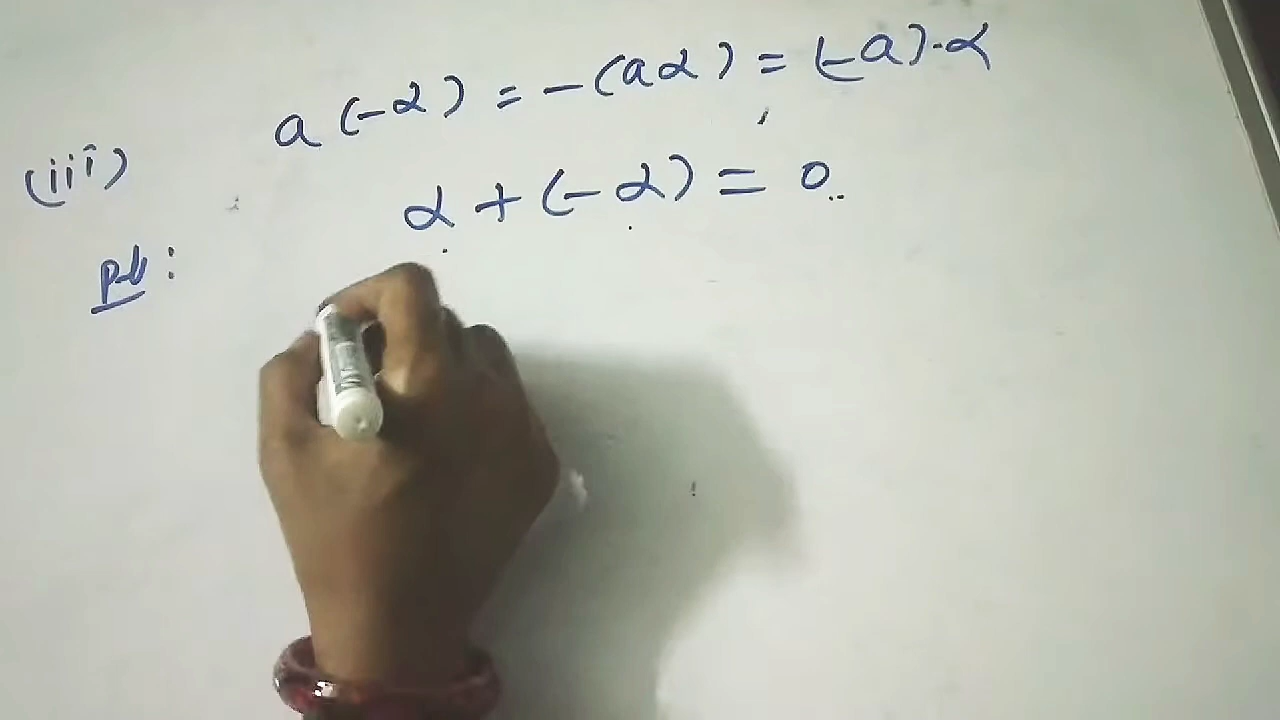 (iii) a (-α) = -(aα) = (-a)·α
Pf: α + (-α) = 0